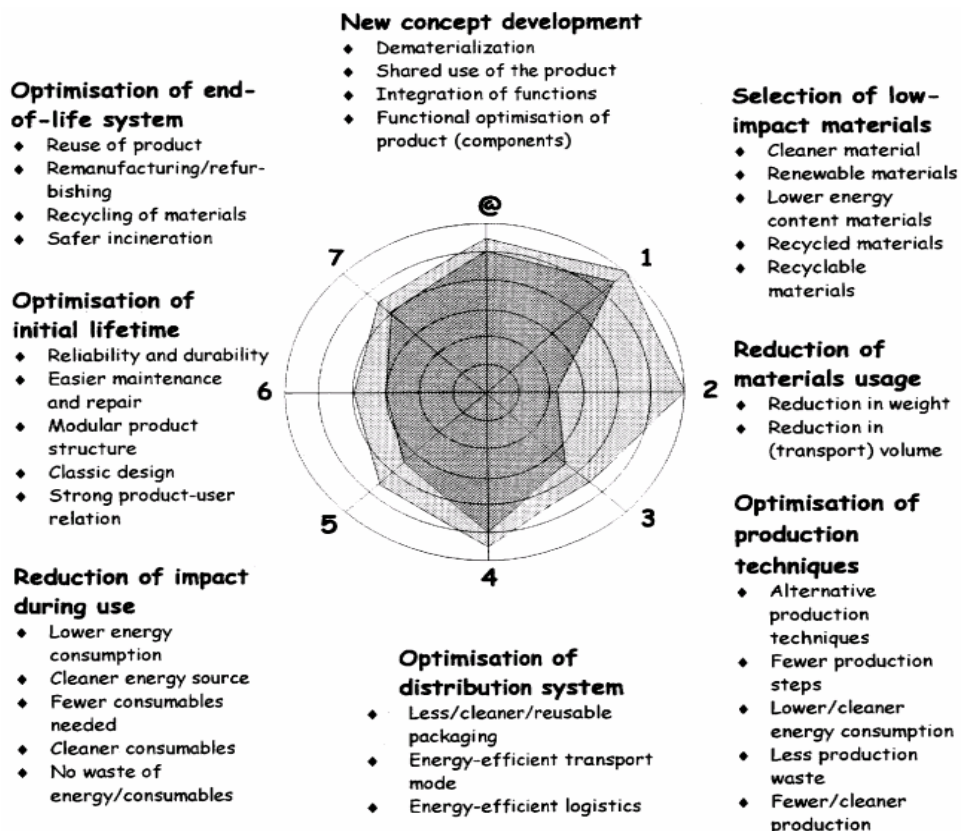 New concept development
♦ Dematerialization
♦ Shared use of the product
♦ Integration of functions
♦ Functional optimisation of
product (components)
Optimisation of end-
of-life system
♦ Reuse of product
♦ Remanufacturing/refur-
bishing
♦ Recycling of materials
♦ Safer incineration
Selection of low-
impact materials
♦ Cleaner material
♦ Renewable materials
♦ Lower energy
content materials
♦ Recycled materials
♦ Recyclable
materials
Optimisation of
initial lifetime
♦ Reliability and durability
♦ Easier maintenance
and repair
♦ Modular product
structure
♦ Classic design
♦ Strong product-user
relation
@
1
2
3
4
5
6
7
Reduction of
materials usage
♦ Reduction in weight
♦ Reduction in
(transport) volume
Reduction of impact
during use
♦ Lower energy
consumption
♦ Cleaner energy source
♦ Fewer consumables
needed
♦ Cleaner consumables
♦ No waste of
energy/consumables
Optimisation of
distribution system
♦ Less/cleaner/reusable
packaging
♦ Energy-efficient transport
mode
♦ Energy-efficient logistics
Optimisation of
production
techniques
♦ Alternative
production
techniques
♦ Fewer production
steps
♦ Lower/cleaner
energy consumption
♦ Less production
waste
♦ Fewer/cleaner
production